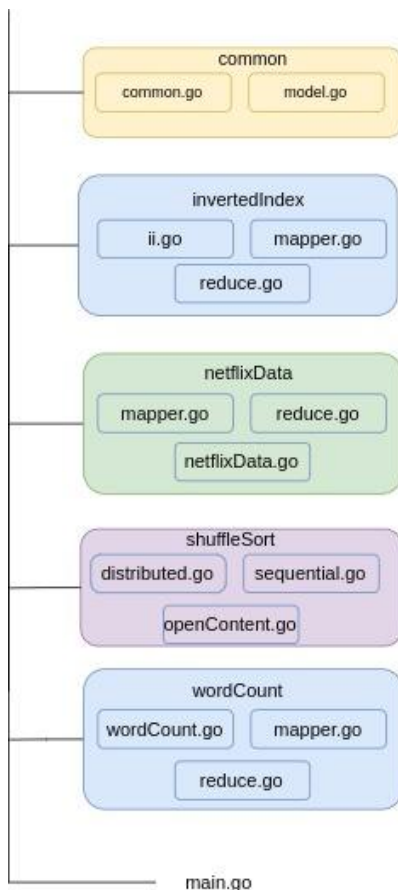 common
common.go model.go
invertedIndex
ii.go mapper.go
reduce.go
netflixData
mapper.go reduce.go
netflixData.go
shuffleSort
distributed.go sequential.go
openContent.go
wordCount
wordCount.go mapper.go
reduce.go
main.go